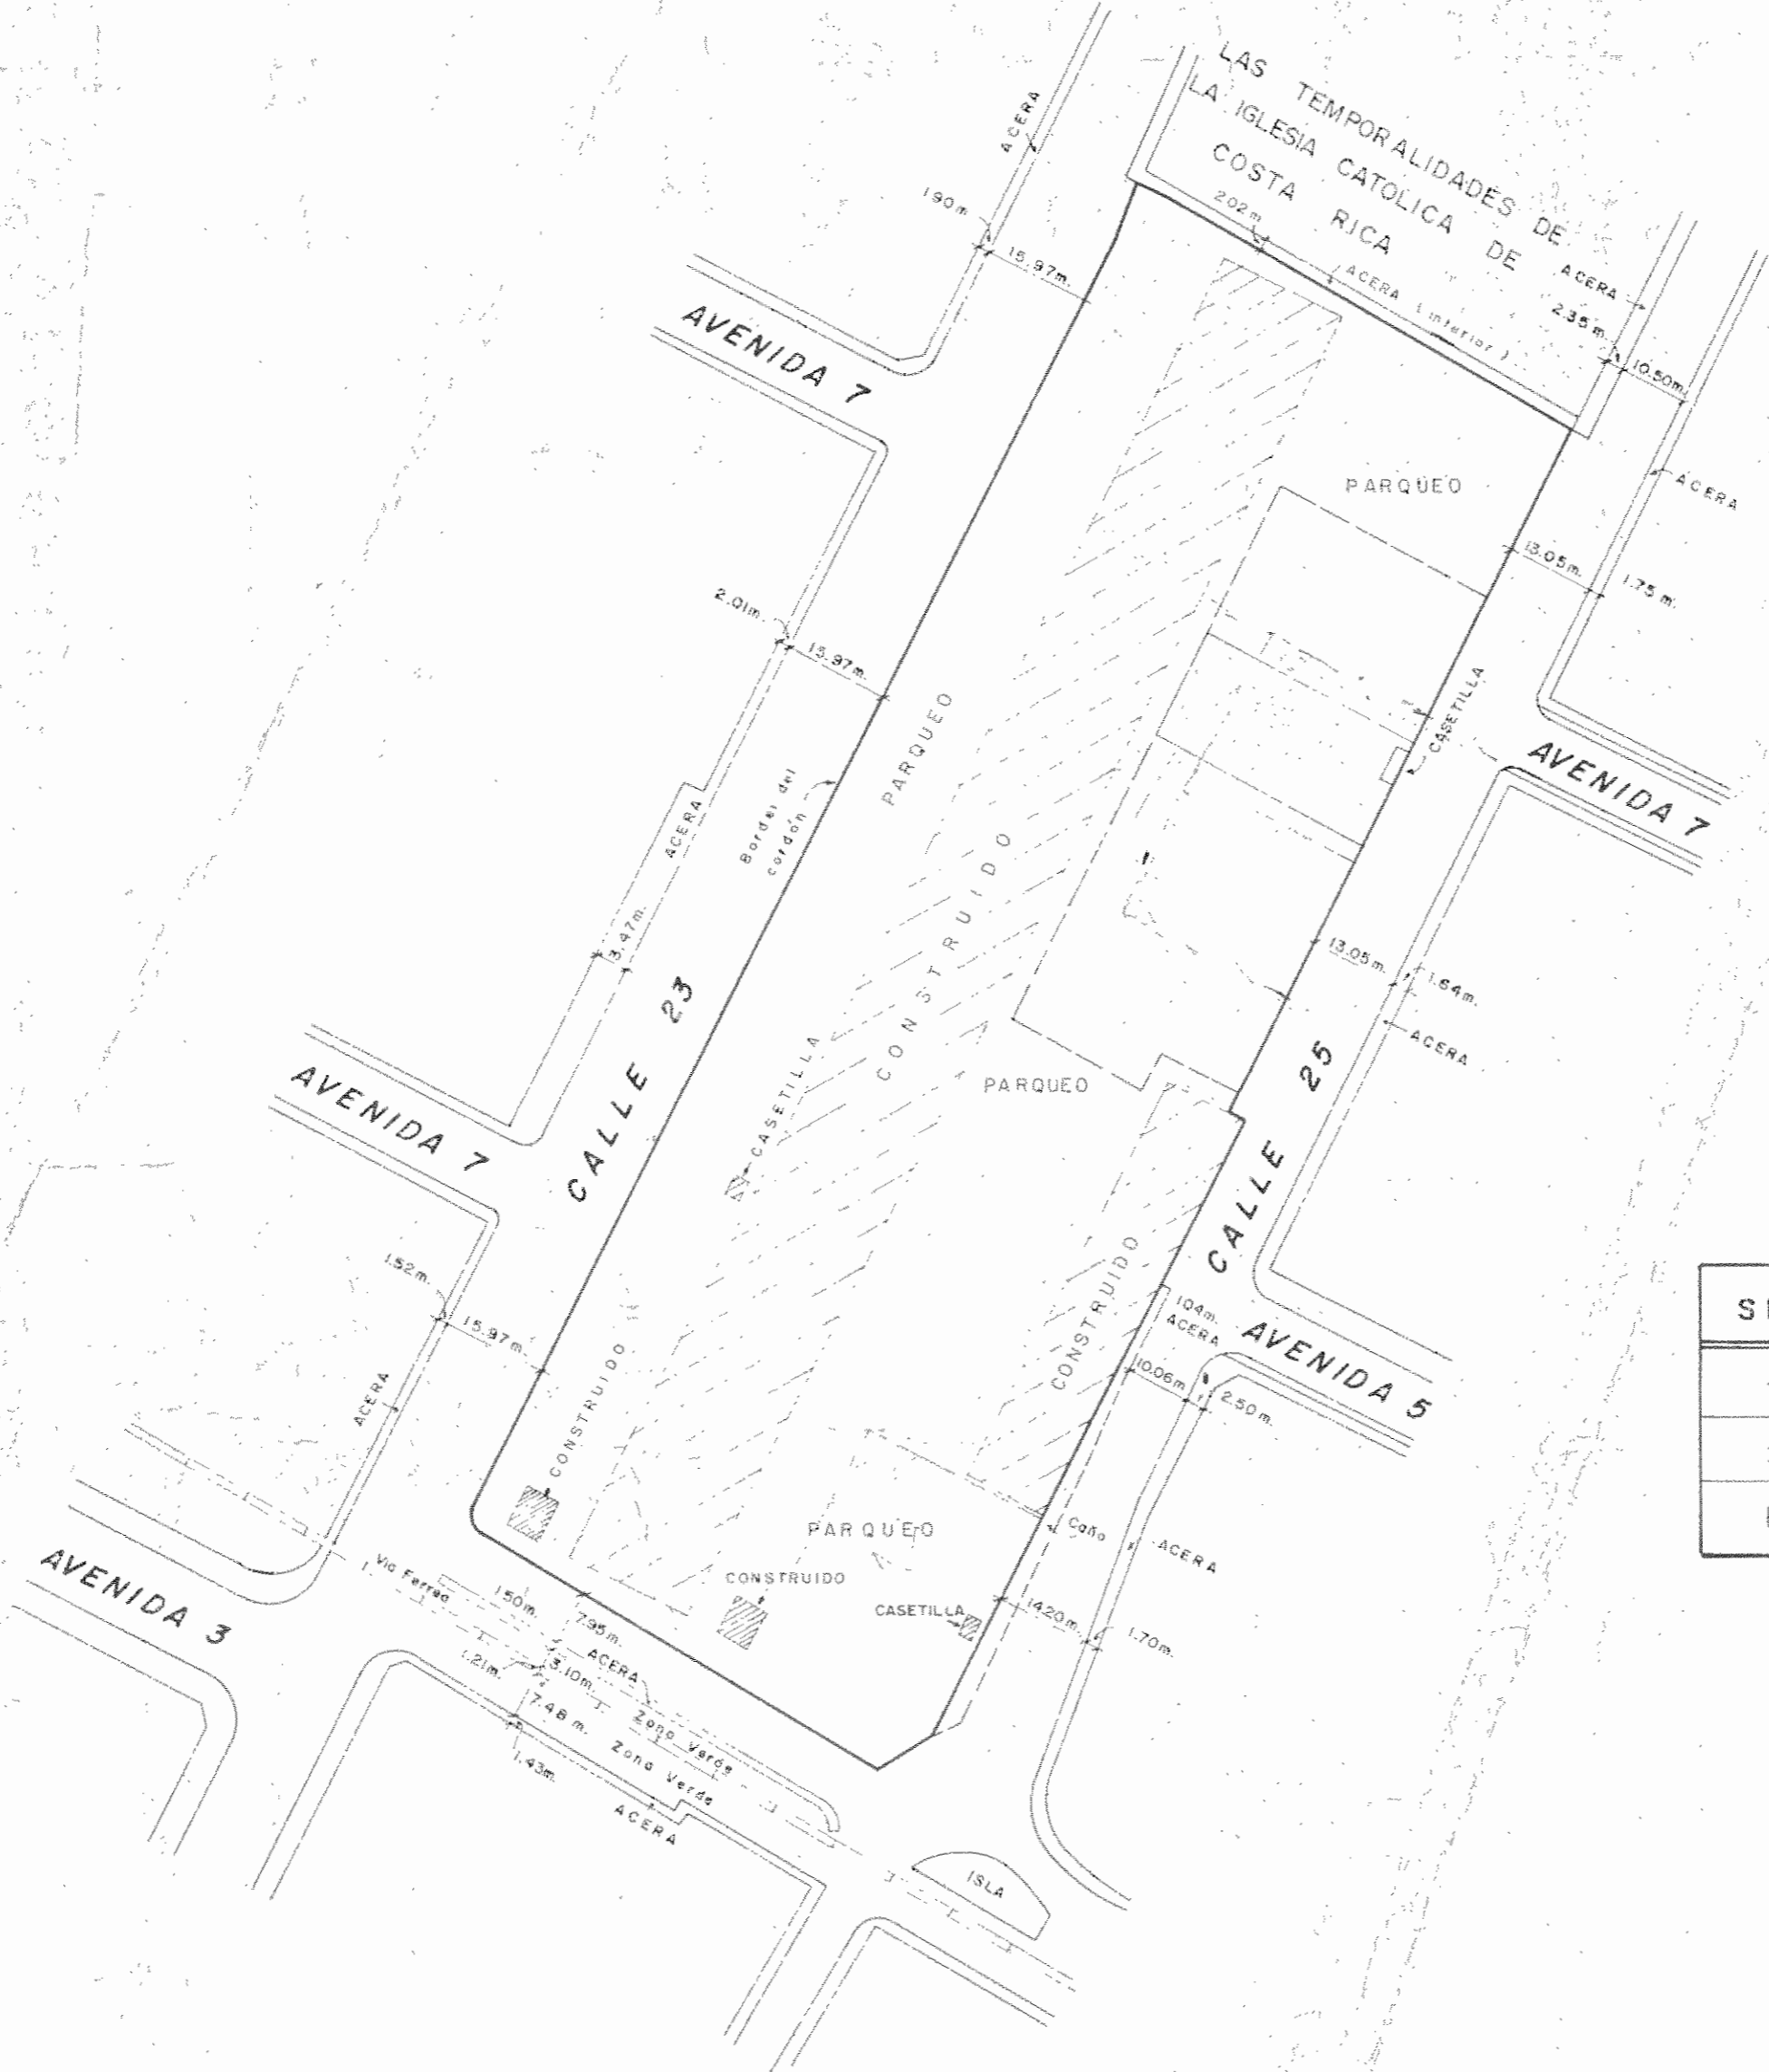 LAS TEMPORALIDADES DE
LA IGLESIA CATOLICA DE
COSTA RICA
ACERA
1.90m.
15.97m.
2.02m.
ACERA (interior)
ACERA
2.35m.
10.50m.
AVENIDA 7
PARQUEO
ACERA
13.05m.
1.75 m.
2.01m.
15.97m.
PARQUEO
CASETILLA
AVENIDA 7
Bordes del
cordón
ACERA
3.47m.
CONSTRUIDO
13.05m.
1.64m.
ACERA
CALLE 23
CALLE 25
CASETILLA
PARQUEO
AVENIDA 7
1.52m.
15.97m.
CONSTRUIDO
1.04m.
ACERA
AVENIDA 5
10.06m.
2.50m.
ACERA
CONSTRUIDO
PARQUEO
Caño
ACERA
CONSTRUIDO
CASETILLA
14.20m.
1.70m.
AVENIDA 3
Via Ferrea
1.50m.
7.95m.
ACERA
1.21m.
3.10m.
7.48 m.
Zona Verde
Zona Verde
1.43m.
ACERA
ISLA